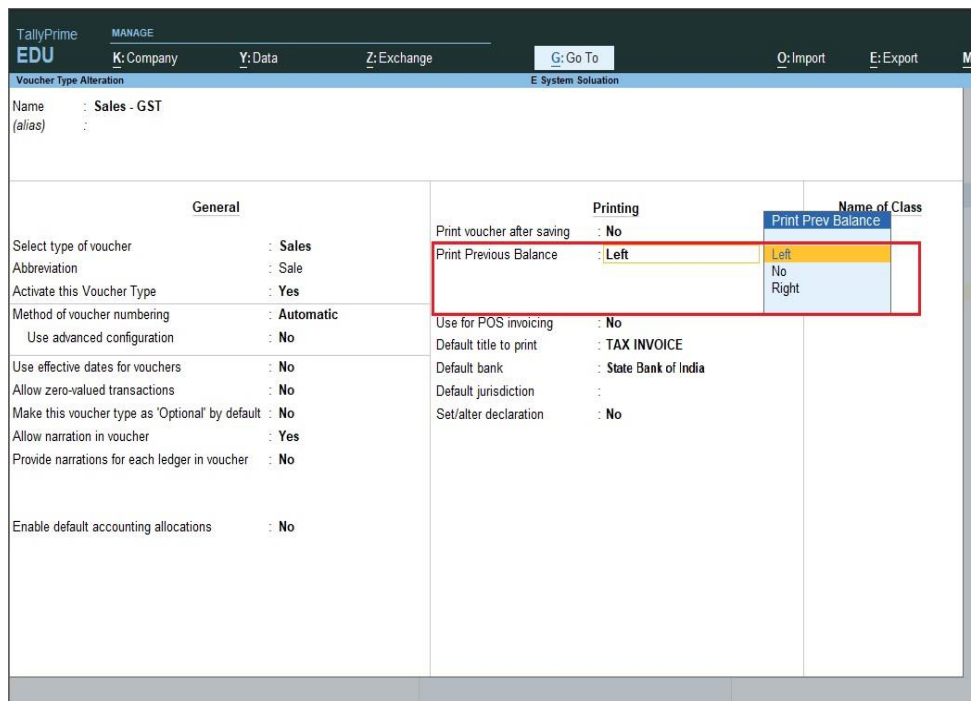 TallyPrime
EDU
MANAGE
K: Company Y: Data Z: Exchange G: Go To O: Import E: Export M
Voucher Type Alteration E System Soluation
Name : Sales - GST
(alias) :
General
Select type of voucher : Sales
Abbreviation : Sale
Activate this Voucher Type : Yes
Method of voucher numbering : Automatic
Use advanced configuration : No
Use effective dates for vouchers : No
Allow zero-valued transactions : No
Make this voucher type as 'Optional' by default : No
Allow narration in voucher : Yes
Provide narrations for each ledger in voucher : No
Enable default accounting allocations : No
Printing
Print voucher after saving : No
Print Previous Balance : Left
Use for POS invoicing : No
Default title to print : TAX INVOICE
Default bank : State Bank of India
Default jurisdiction :
Set/alter declaration : No
Name of Class
Print Prev Balance
Left
No
Right